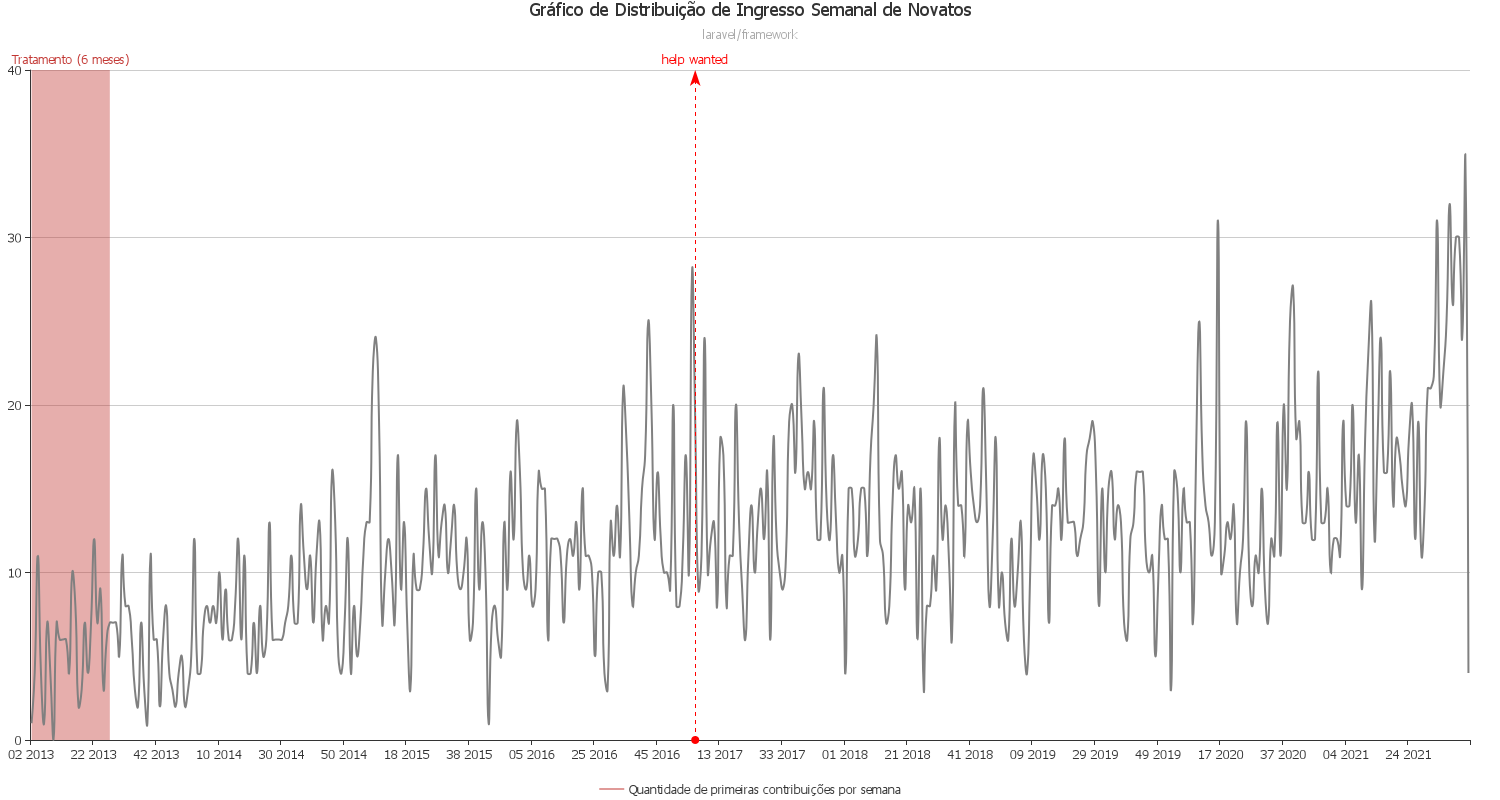 Gráfico de Distribuição de Ingresso Semanal de Novatos
laravel/framework
Tratamento (6 meses)
help wanted
40
30
20
10
0
02 2013 22 2013 42 2013 10 2014 30 2014 50 2014 18 2015 38 2015 05 2016 25 2016 45 2016 13 2017 33 2017 01 2018 21 2018 41 2018 09 2019 29 2019 49 2019 17 2020 37 2020 04 2021 24 2021
Quantidade de primeiras contribuições por semana